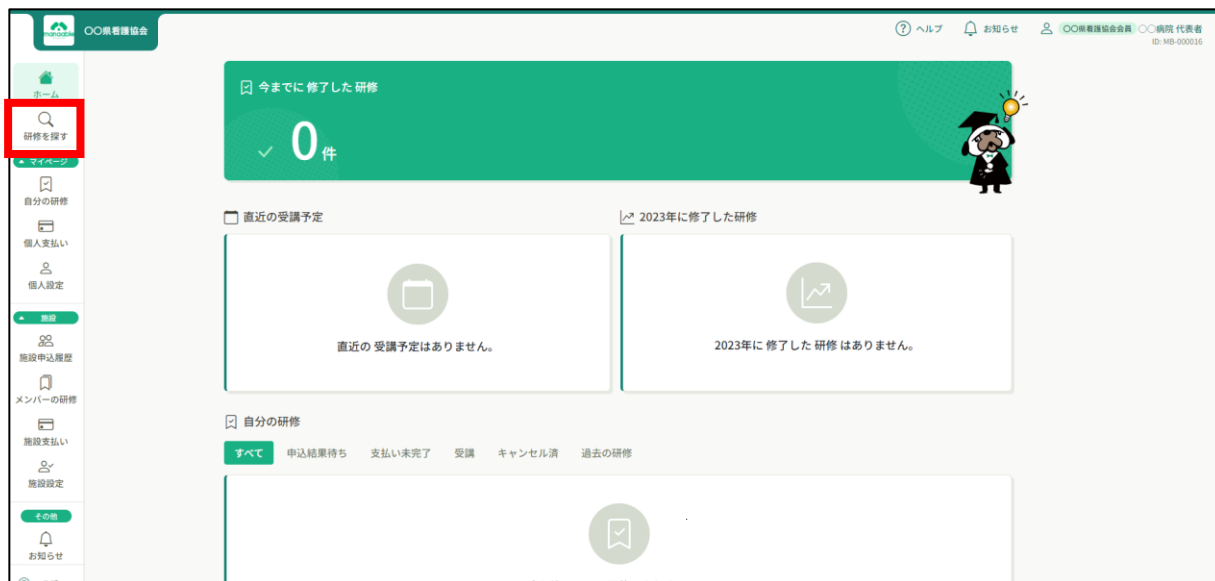 manaable
〇〇県看護協会
ヘルプ
お知らせ
〇〇県看護協会会員 〇〇病院 代表者
ID: MB-000016
ホーム
研修を探す
マイページ
自分の研修
個人支払い
個人設定
施設
施設申込履歴
メンバーの研修
施設支払い
施設設定
その他
お知らせ
今までに 修了した 研修
0 件
直近の受講予定
直近の 受講予定はありません。
2023年に修了した研修
2023年に 修了した 研修 はありません。
自分の研修
すべて 申込結果待ち 支払い未完了 受講 キャンセル済 過去の研修